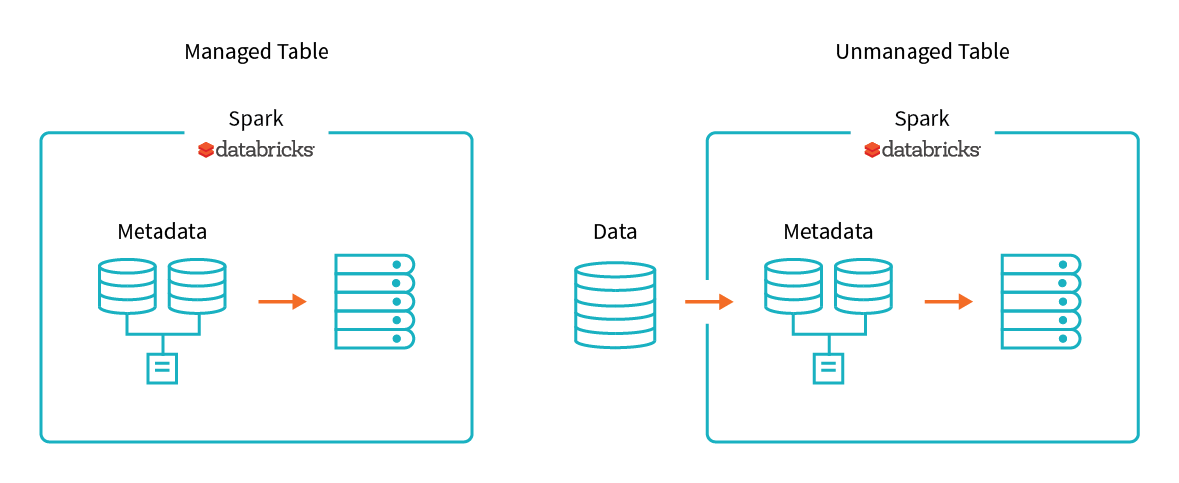 Managed Table
Spark
databricks
Metadata
Unmanaged Table
Spark
databricks
Data
Metadata